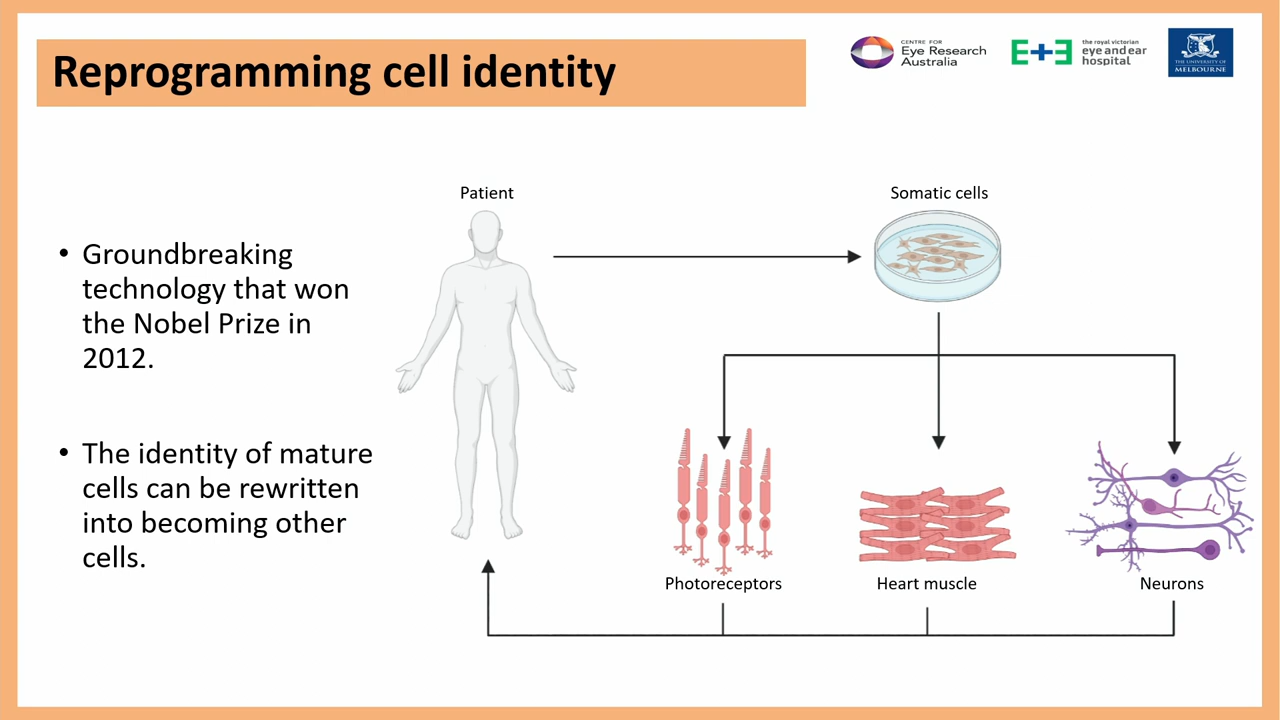 Reprogramming cell identity
CENTRE FOR
Eye Research
Australia
E+E
the royal victorian
eye and ear
hospital
THE UNIVERSITY OF
MELBOURNE
• Groundbreaking
technology that won
the Nobel Prize in
2012.
• The identity of mature
cells can be rewritten
into becoming other
cells.
Patient
Somatic cells
Photoreceptors
Heart muscle
Neurons